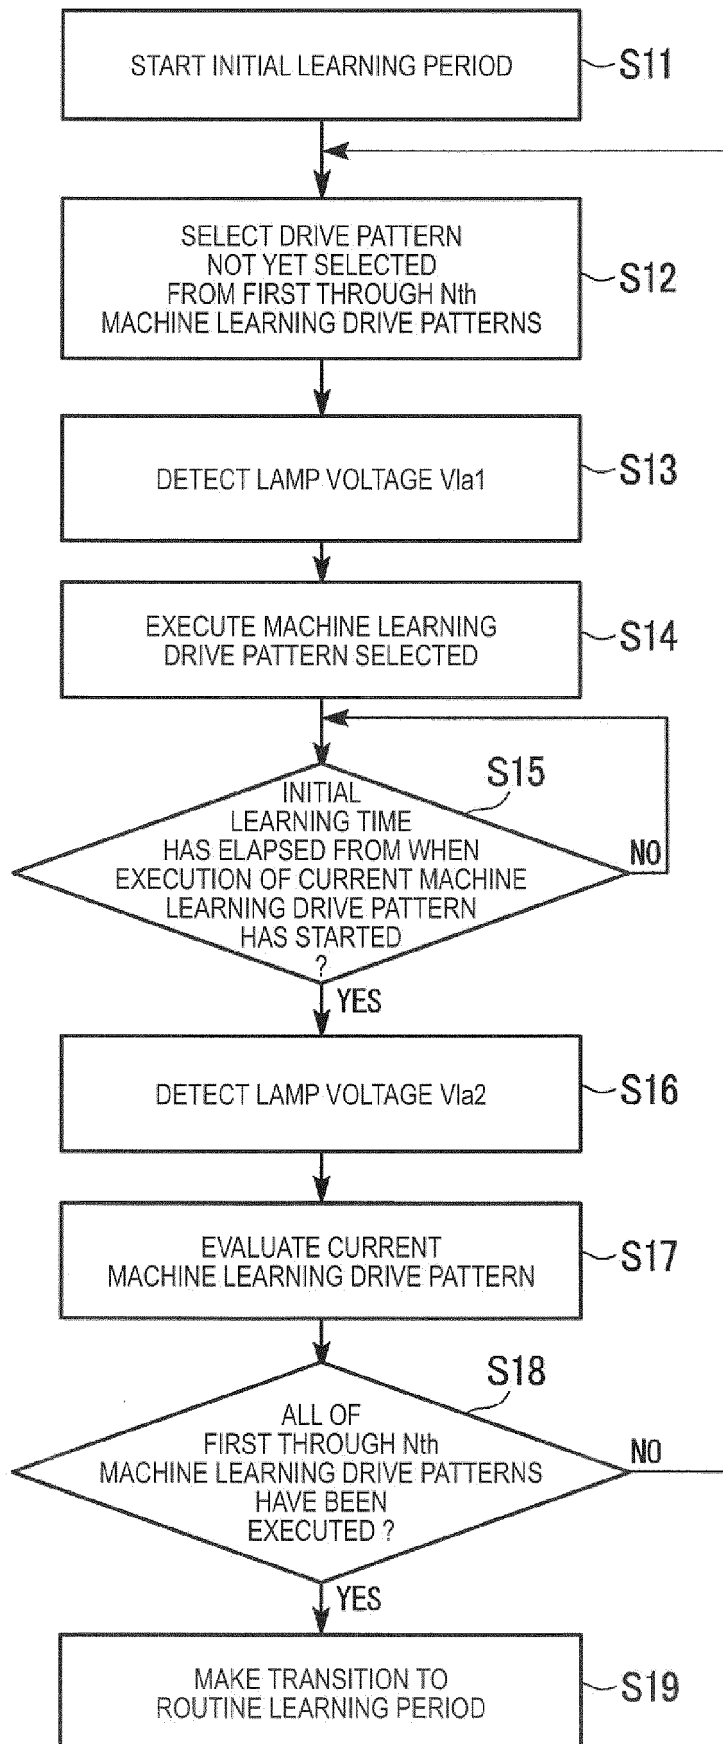 START INITIAL LEARNING PERIOD
S11
SELECT DRIVE PATTERN
NOT YET SELECTED
FROM FIRST THROUGH Nth
MACHINE LEARNING DRIVE PATTERNS
S12
DETECT LAMP VOLTAGE Vla1
S13
EXECUTE MACHINE LEARNING
DRIVE PATTERN SELECTED
S14
S15
INITIAL
LEARNING TIME
HAS ELAPSED FROM WHEN
EXECUTION OF CURRENT MACHINE
LEARNING DRIVE PATTERN
HAS STARTED
?
NO
YES
DETECT LAMP VOLTAGE Vla2
S16
EVALUATE CURRENT
MACHINE LEARNING DRIVE PATTERN
S17
S18
ALL OF
FIRST THROUGH Nth
MACHINE LEARNING DRIVE PATTERNS
HAVE BEEN
EXECUTED ?
NO
YES
MAKE TRANSITION TO
ROUTINE LEARNING PERIOD
S19